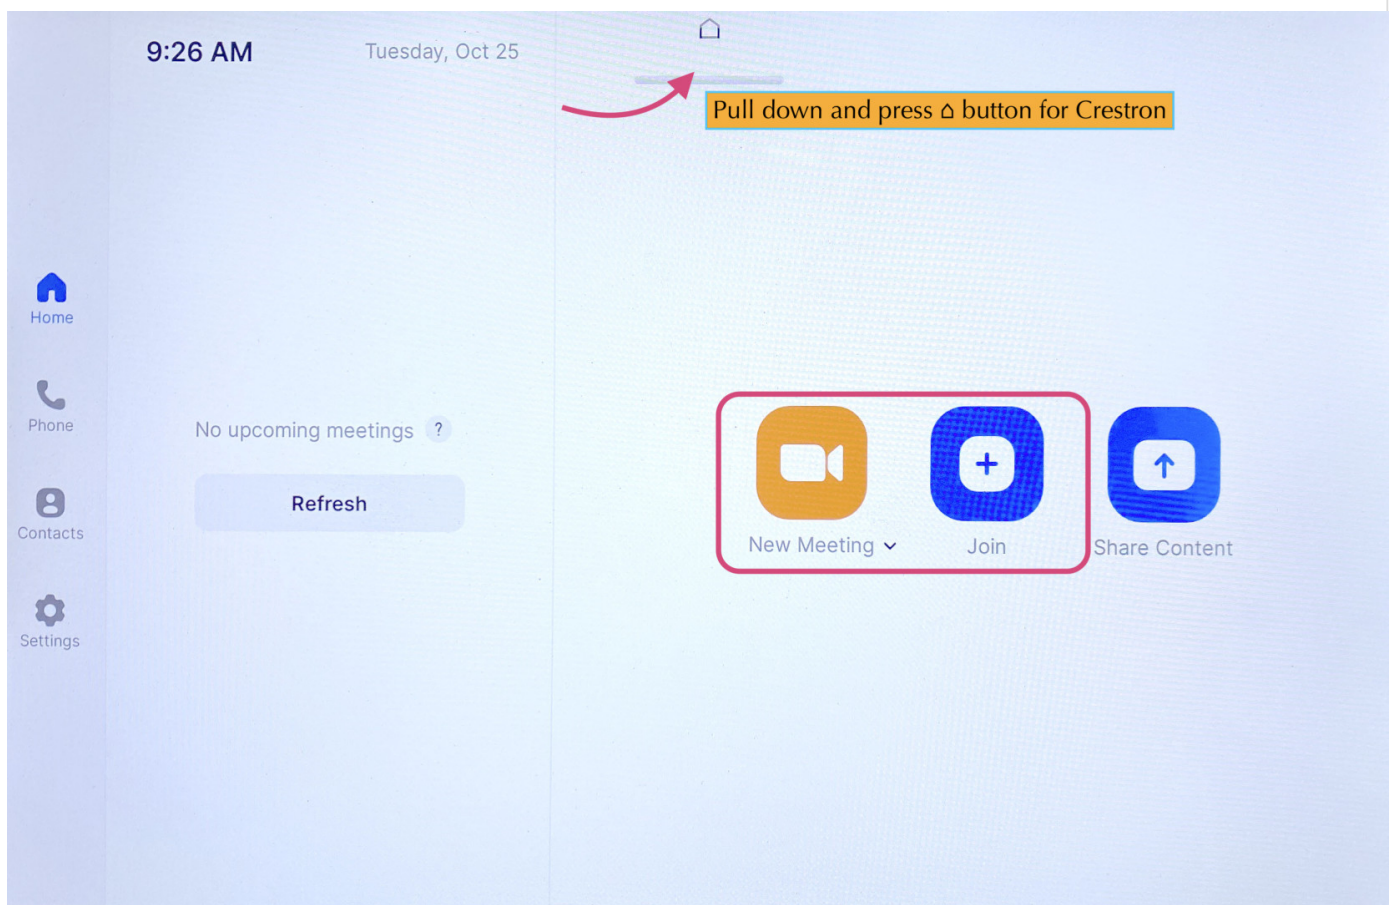 9:26 AM
Tuesday, Oct 25
Pull down and press ⌂ button for Crestron
Home
Phone
Contacts
Settings
No upcoming meetings ?
Refresh
New Meeting
Join
Share Content